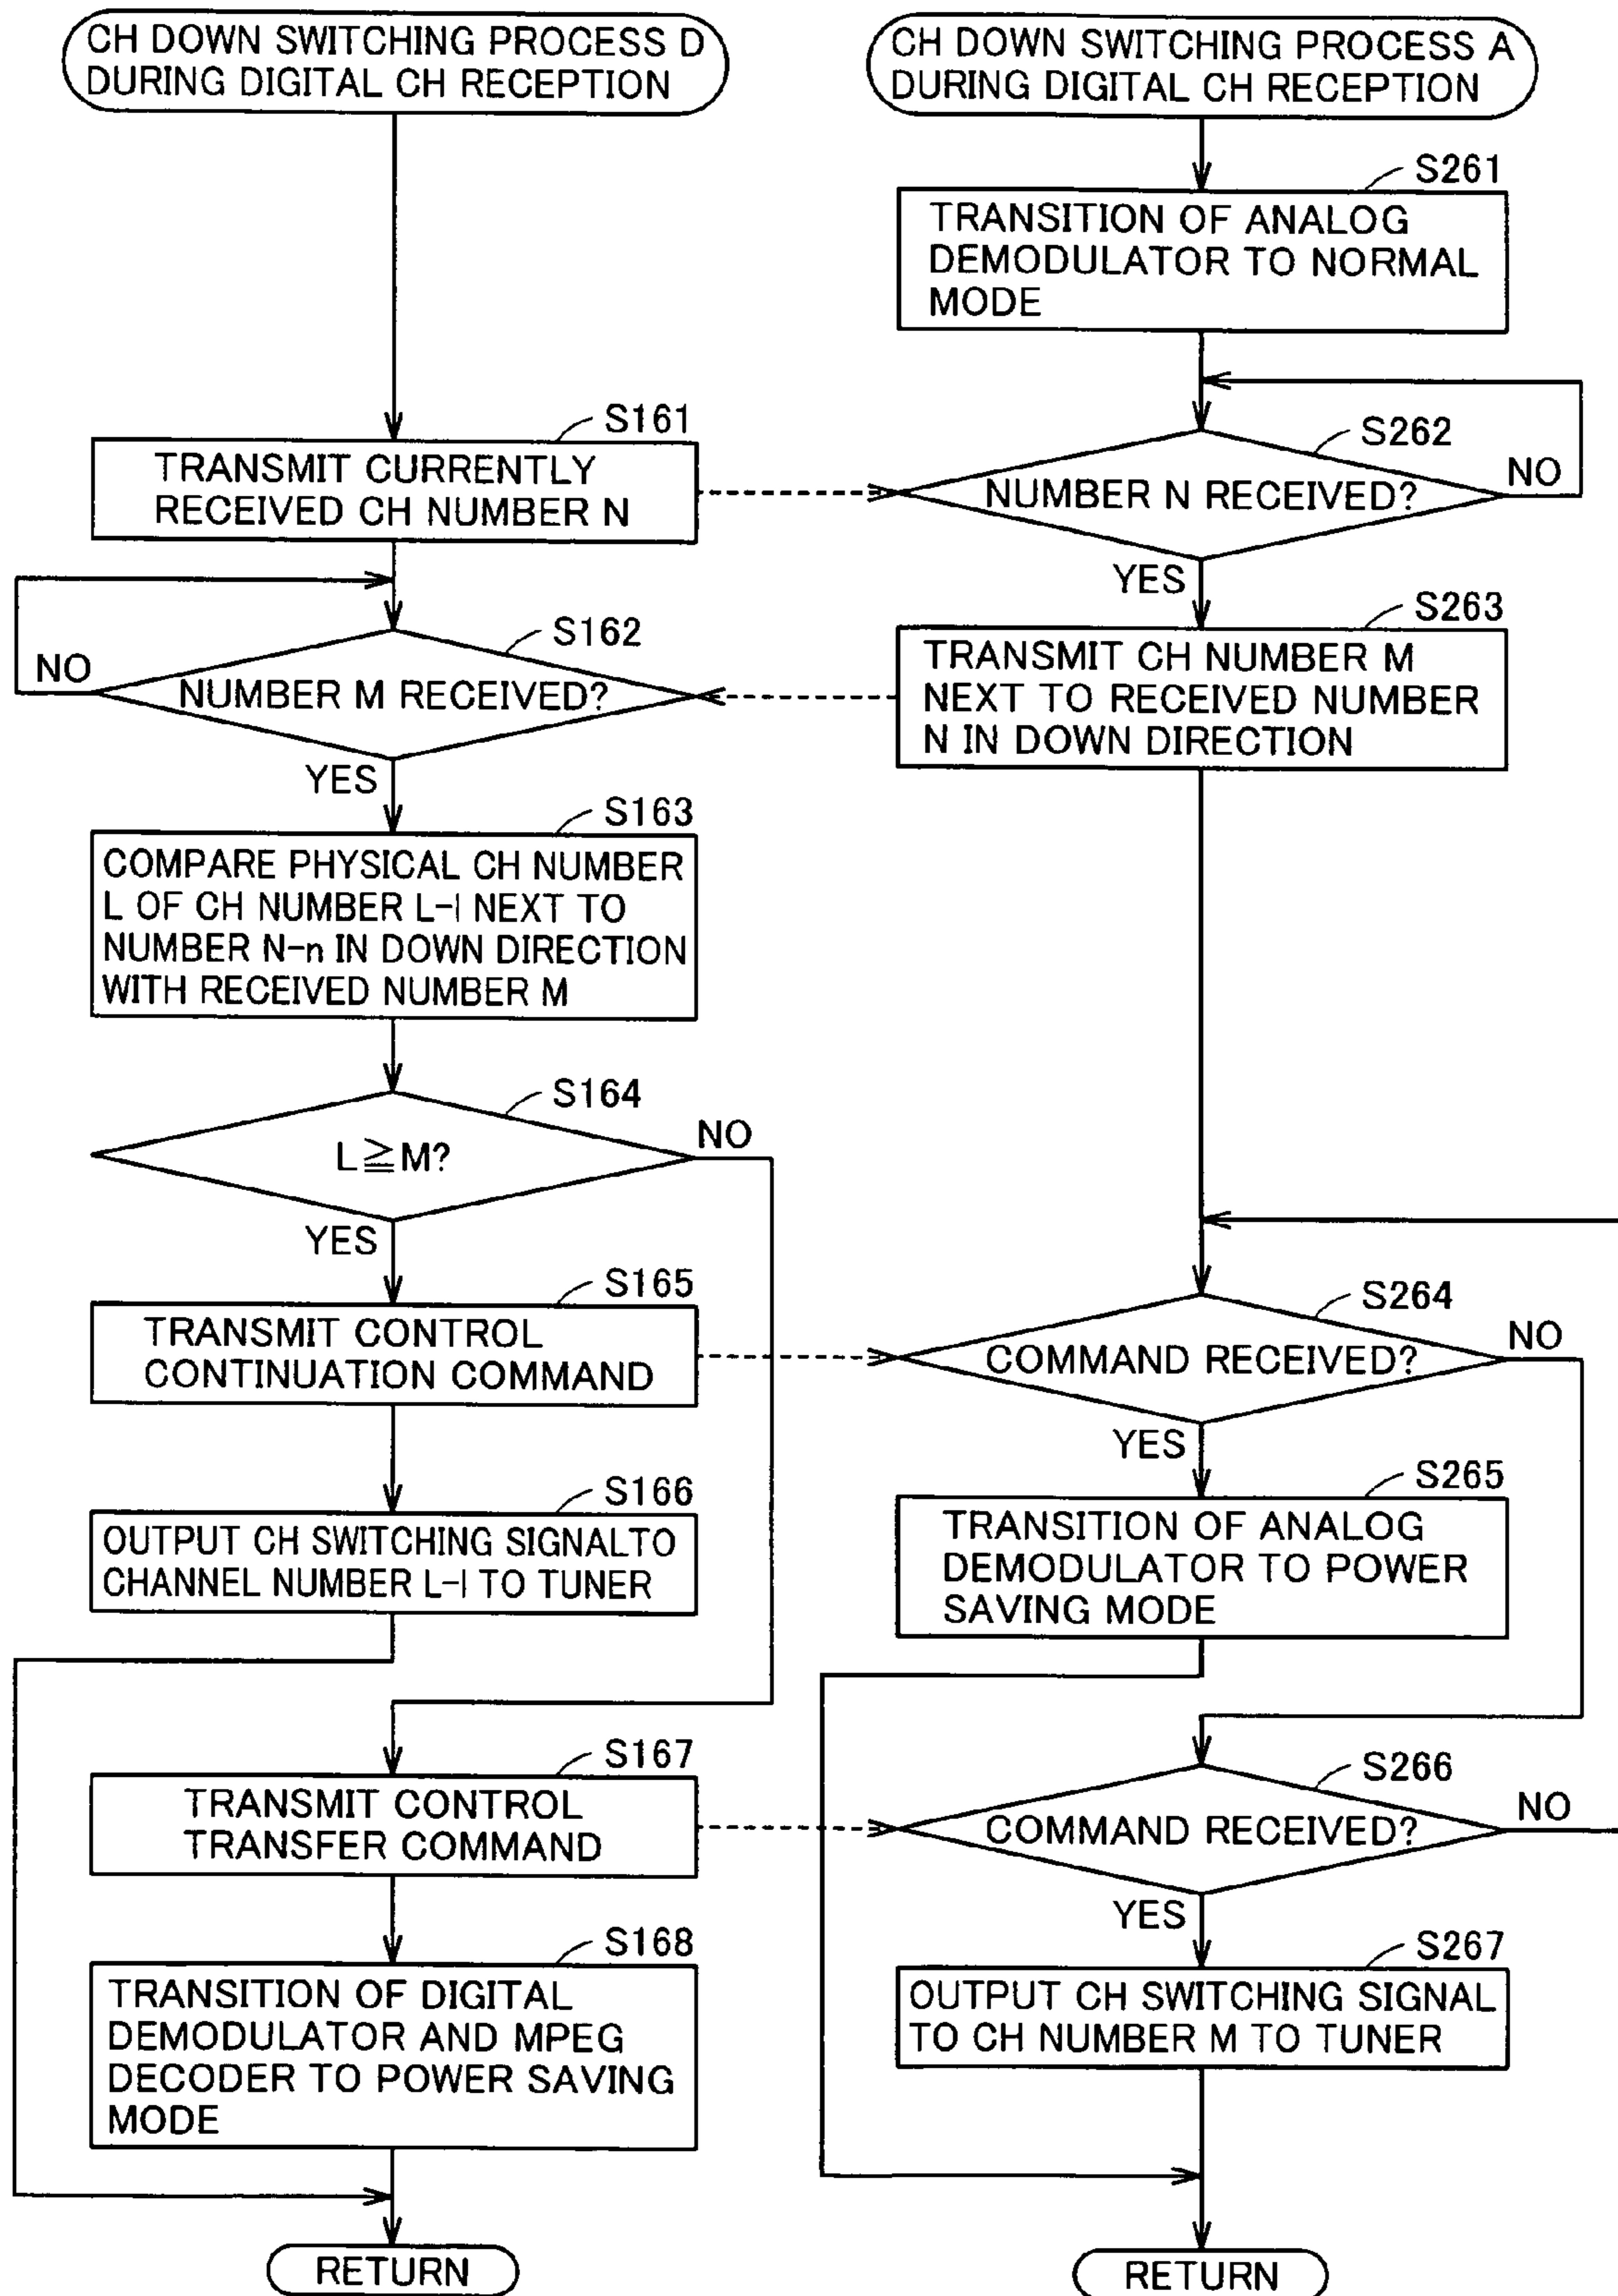 CH DOWN SWITCHING PROCESS D
DURING DIGITAL CH RECEPTION
S161
TRANSMIT CURRENTLY
RECEIVED CH NUMBER N
S162
NO
NUMBER M RECEIVED?
YES
S163
COMPARE PHYSICAL CH NUMBER
L OF CH NUMBER L-l NEXT TO
NUMBER N-n IN DOWN DIRECTION
WITH RECEIVED NUMBER M
S164
NO
L≧M?
YES
S165
TRANSMIT CONTROL
CONTINUATION COMMAND
S166
OUTPUT CH SWITCHING SIGNALTO
CHANNEL NUMBER L-l TO TUNER
S167
TRANSMIT CONTROL
TRANSFER COMMAND
S168
TRANSITION OF DIGITAL
DEMODULATOR AND MPEG
DECODER TO POWER SAVING
MODE
RETURN
CH DOWN SWITCHING PROCESS A
DURING DIGITAL CH RECEPTION
S261
TRANSITION OF ANALOG
DEMODULATOR TO NORMAL
MODE
S262
NO
NUMBER N RECEIVED?
YES
S263
TRANSMIT CH NUMBER M
NEXT TO RECEIVED NUMBER
N IN DOWN DIRECTION
S264
NO
COMMAND RECEIVED?
YES
S265
TRANSITION OF ANALOG
DEMODULATOR TO POWER
SAVING MODE
S266
NO
COMMAND RECEIVED?
YES
S267
OUTPUT CH SWITCHING SIGNAL
TO CH NUMBER M TO TUNER
RETURN